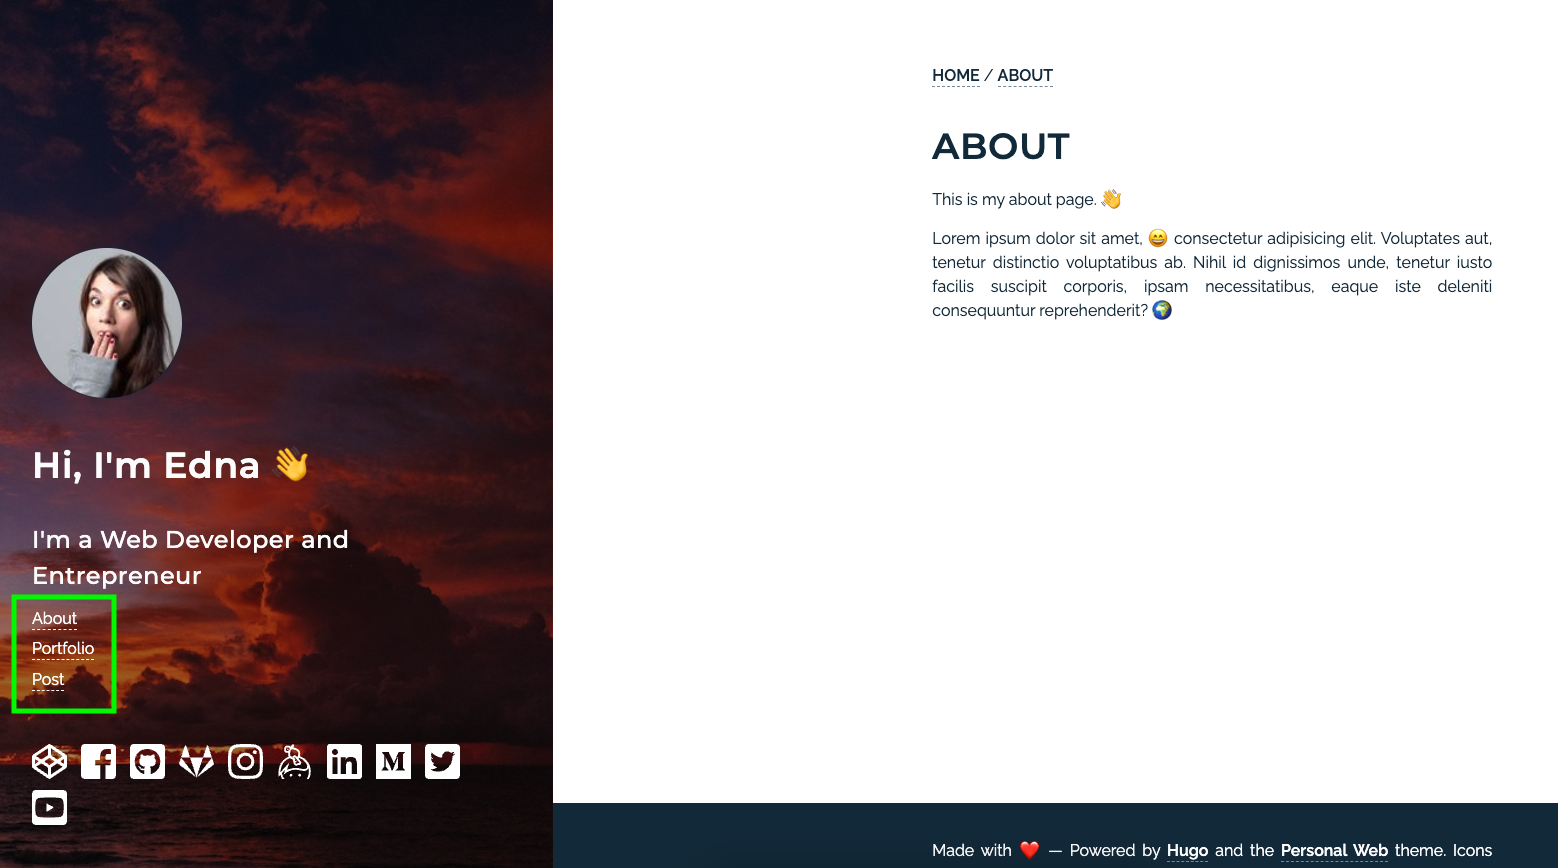 Hi, I'm Edna 👋
I'm a Web Developer and
Entrepreneur
About
Portfolio
Post
in
M
HOME / ABOUT
ABOUT
This is my about page. 👋
Lorem ipsum dolor sit amet, 😄 consectetur adipisicing elit. Voluptates aut,
tenetur distinctio voluptatibus ab. Nihil id dignissimos unde, tenetur iusto
facilis suscipit corporis, ipsam necessitatibus, eaque iste deleniti
consequuntur reprehenderit? 🌍
Made with ❤️ — Powered by Hugo and the Personal Web theme. Icons